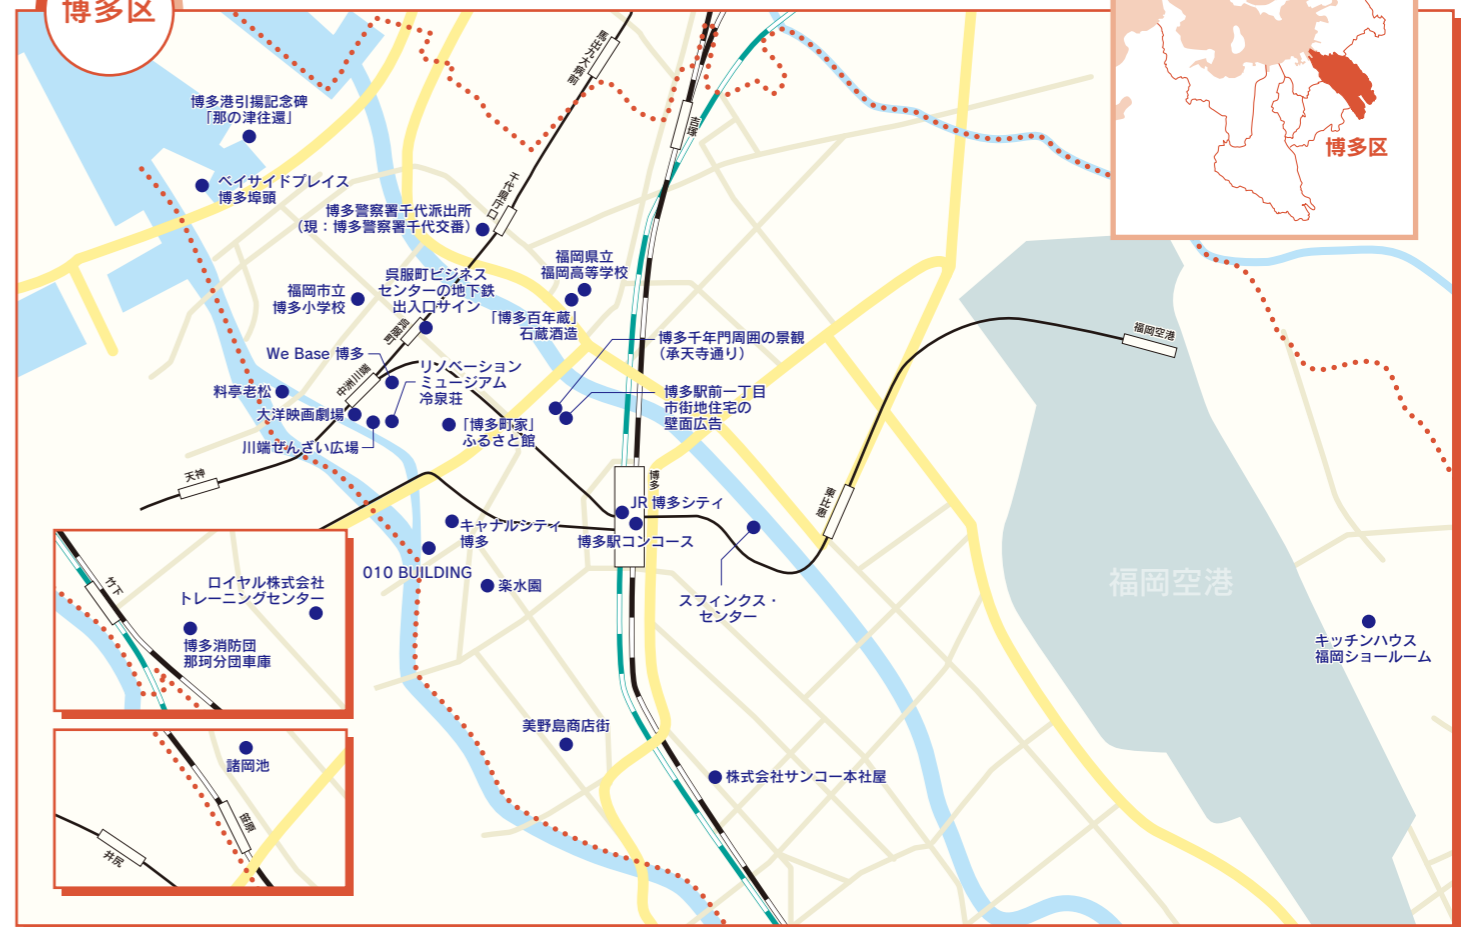 博多区
博多区
馬出九大病前
吉塚
博多港引揚記念碑
「那の津往還」
ベイサイドプレイス
博多埠頭
千代県庁口
博多警察署千代派出所
(現：博多警察署千代交番)
福岡県立
福岡高等学校
呉服町ビジネス
センターの地下鉄
出入口サイン
福岡市立
博多小学校
「博多百年蔵」
石蔵酒造
呉服町
博多千年門周囲の景観
(承天寺通り)
福岡空港
We Base 博多
リノベーション
ミュージアム
冷泉荘
中洲川端
料亭老松
大洋映画劇場
博多駅前一丁目
市街地住宅の
壁面広告
「博多町家」
ふるさと館
川端ぜんざい広場
天神
博多
JR 博多シティ
東比恵
キャナルシティ
博多
博多駅コンコース
010 BUILDING
楽水園
スフィンクス・
センター
福岡空港
竹下
ロイヤル株式会社
トレーニングセンター
博多消防団
那珂分団車庫
キッチンハウス
福岡ショールーム
美野島商店街
諸岡池
株式会社サンコー本社屋
笹原
井尻